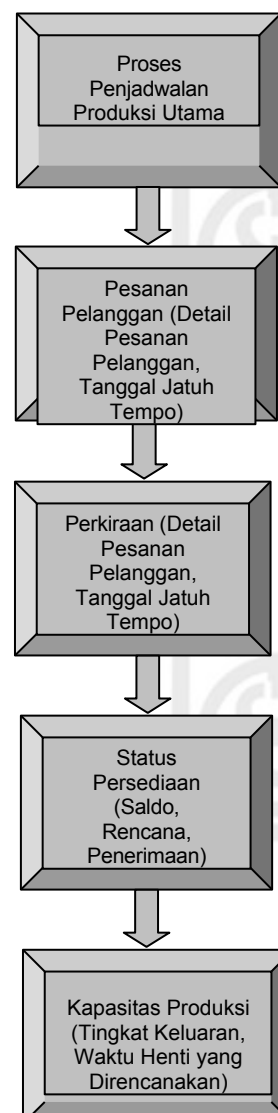 Proses
Penjadwalan
Produksi Utama
Pesanan
Pelanggan (Detail
Pesanan
Pelanggan,
Tanggal Jatuh
Tempo)
Perkiraan (Detail
Pesanan
Pelanggan,
Tanggal Jatuh
Tempo)
Status
Persediaan
(Saldo,
Rencana,
Penerimaan)
Kapasitas Produksi
(Tingkat Keluaran,
Waktu Henti yang
Direncanakan)